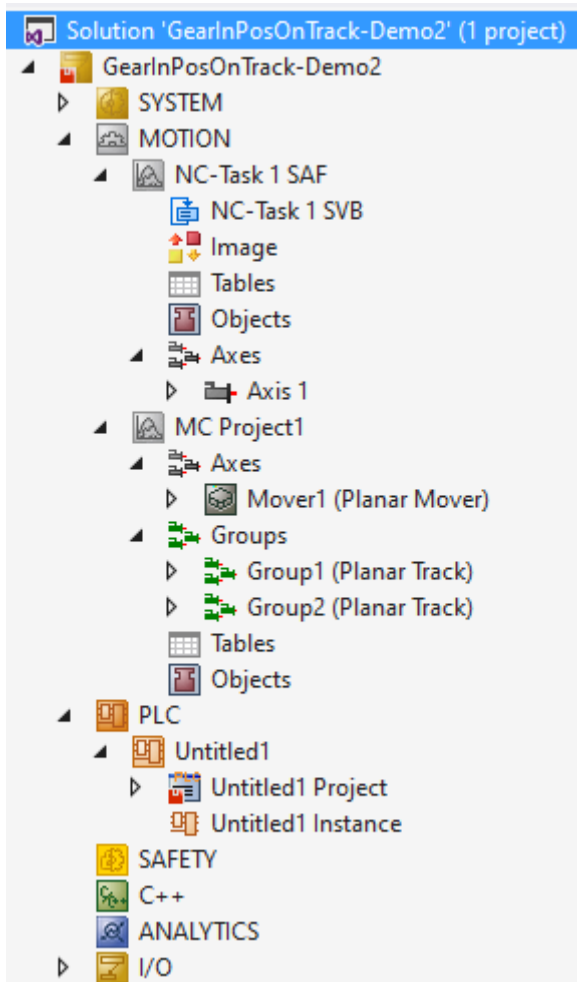 Solution 'GearInPosOnTrack-Demo2' (1 project)
GearInPosOnTrack-Demo2
SYSTEM
MOTION
NC-Task 1 SAF
NC-Task 1 SVB
Image
Tables
Objects
Axes
Axis 1
MC Project1
Axes
Mover1 (Planar Mover)
Groups
Group1 (Planar Track)
Group2 (Planar Track)
Tables
Objects
PLC
Untitled1
Untitled1 Project
Untitled1 Instance
SAFETY
C++
ANALYTICS
I/O